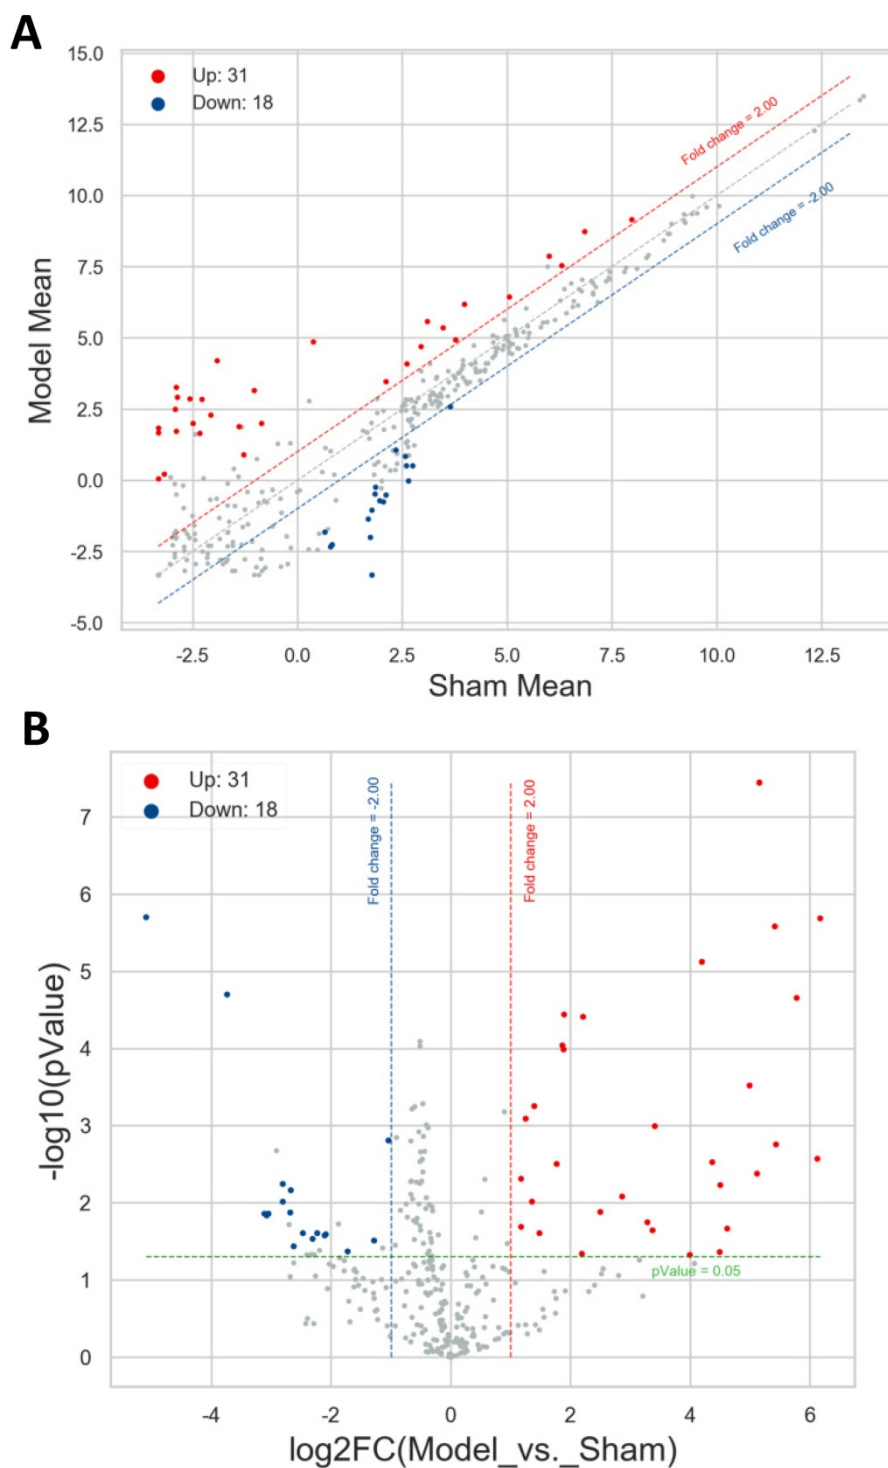 A
15.0
Up: 31
Down: 18
12.5
Fold change = 2.00
10.0
Fold change = -2.00
7.5
Model Mean
5.0
2.5
0.0
-2.5
-5.0
-2.5 0.0 2.5 5.0 7.5 10.0 12.5
Sham Mean
B
Up: 31
Down: 18
Fold change = -2.00
Fold change = 2.00
7
6
5
-log10(pValue)
4
3
2
pValue = 0.05
1
0
-4 -2 0 2 4 6
log2FC(Model_vs._Sham)